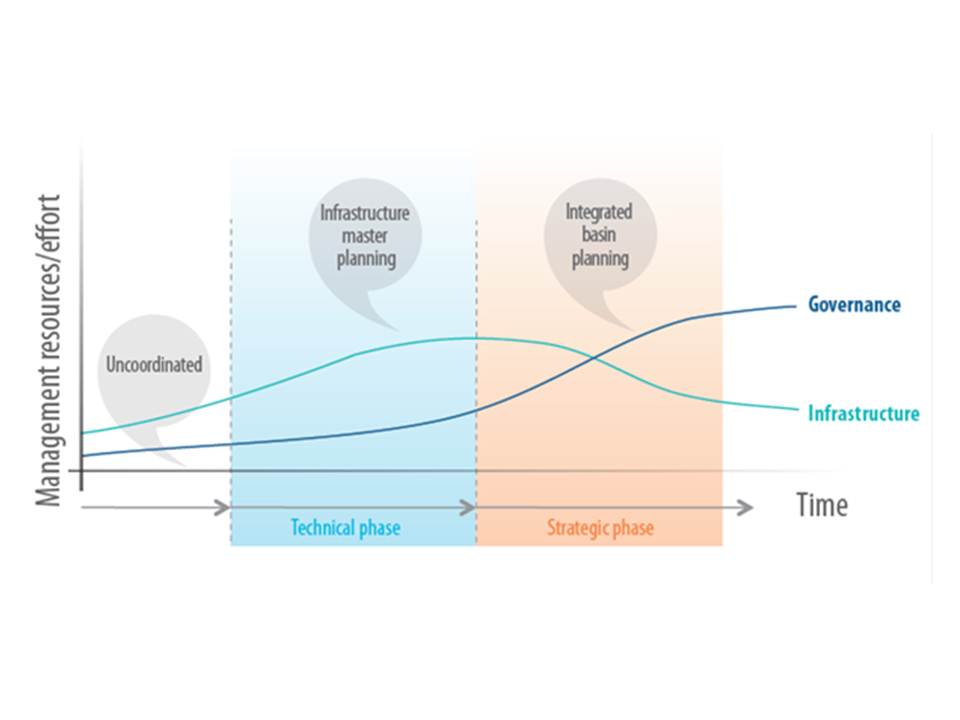 Management resources/effort
Uncoordinated
Infrastructure
master
planning
Integrated
basin
planning
Governance
Infrastructure
Time
Technical phase
Strategic phase